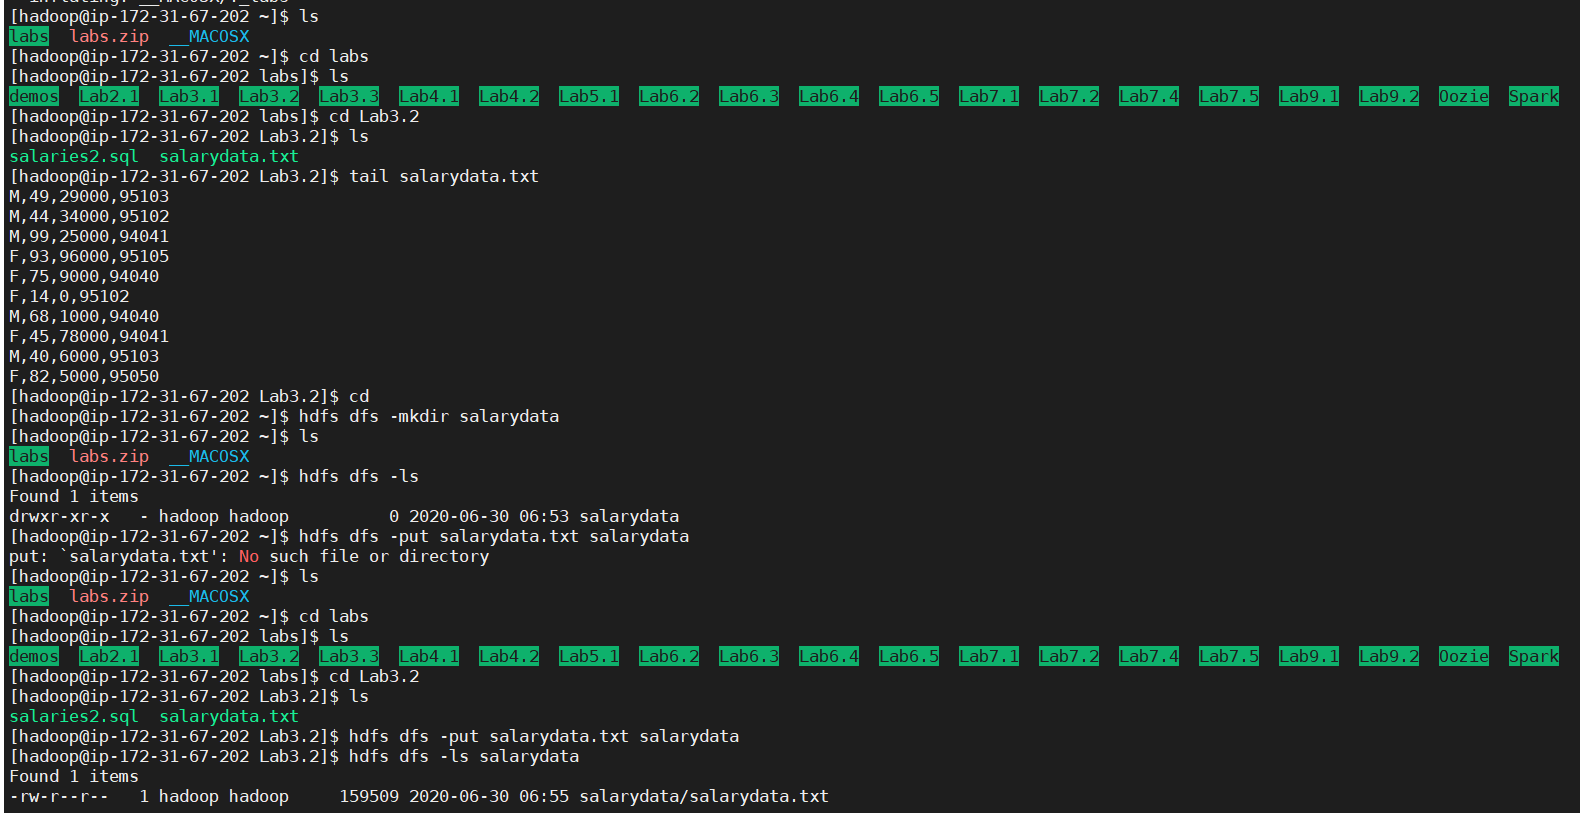 inflating: __MACOSX/._labs
[hadoop@ip-172-31-67-202 ~]$ ls
labs  labs.zip  __MACOSX
[hadoop@ip-172-31-67-202 ~]$ cd labs
[hadoop@ip-172-31-67-202 labs]$ ls
demos  Lab2.1  Lab3.1  Lab3.2  Lab3.3  Lab4.1  Lab4.2  Lab5.1  Lab6.2  Lab6.3  Lab6.4  Lab6.5  Lab7.1  Lab7.2  Lab7.4  Lab7.5  Lab9.1  Lab9.2  Oozie  Spark
[hadoop@ip-172-31-67-202 labs]$ cd Lab3.2
[hadoop@ip-172-31-67-202 Lab3.2]$ ls
salaries2.sql  salarydata.txt
[hadoop@ip-172-31-67-202 Lab3.2]$ tail salarydata.txt
M,49,29000,95103
M,44,34000,95102
M,99,25000,94041
F,93,96000,95105
F,75,9000,94040
F,14,0,95102
M,68,1000,94040
F,45,78000,94041
M,40,6000,95103
F,82,5000,95050
[hadoop@ip-172-31-67-202 Lab3.2]$ cd
[hadoop@ip-172-31-67-202 ~]$ hdfs dfs -mkdir salarydata
[hadoop@ip-172-31-67-202 ~]$ ls
labs  labs.zip  __MACOSX
[hadoop@ip-172-31-67-202 ~]$ hdfs dfs -ls
Found 1 items
drwxr-xr-x   - hadoop hadoop          0 2020-06-30 06:53 salarydata
[hadoop@ip-172-31-67-202 ~]$ hdfs dfs -put salarydata.txt salarydata
put: `salarydata.txt': No such file or directory
[hadoop@ip-172-31-67-202 ~]$ ls
labs  labs.zip  __MACOSX
[hadoop@ip-172-31-67-202 ~]$ cd labs
[hadoop@ip-172-31-67-202 labs]$ ls
demos  Lab2.1  Lab3.1  Lab3.2  Lab3.3  Lab4.1  Lab4.2  Lab5.1  Lab6.2  Lab6.3  Lab6.4  Lab6.5  Lab7.1  Lab7.2  Lab7.4  Lab7.5  Lab9.1  Lab9.2  Oozie  Spark
[hadoop@ip-172-31-67-202 labs]$ cd Lab3.2
[hadoop@ip-172-31-67-202 Lab3.2]$ ls
salaries2.sql  salarydata.txt
[hadoop@ip-172-31-67-202 Lab3.2]$ hdfs dfs -put salarydata.txt salarydata
[hadoop@ip-172-31-67-202 Lab3.2]$ hdfs dfs -ls salarydata
Found 1 items
-rw-r--r--   1 hadoop hadoop     159509 2020-06-30 06:55 salarydata/salarydata.txt